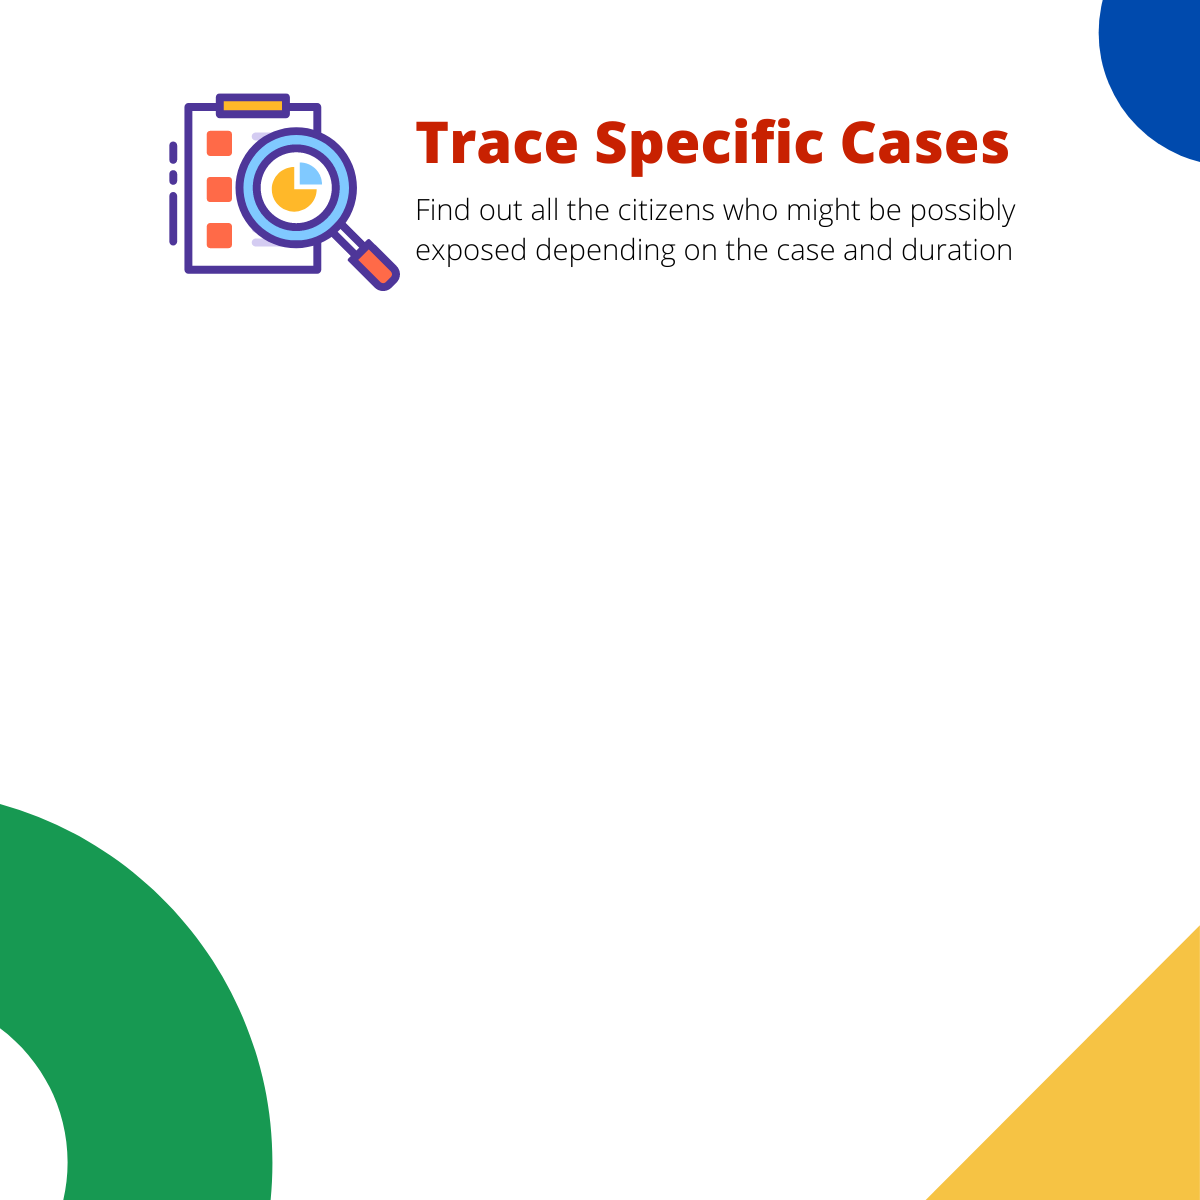 Trace Specific Cases
Find out all the citizens who might be possibly
exposed depending on the case and duration